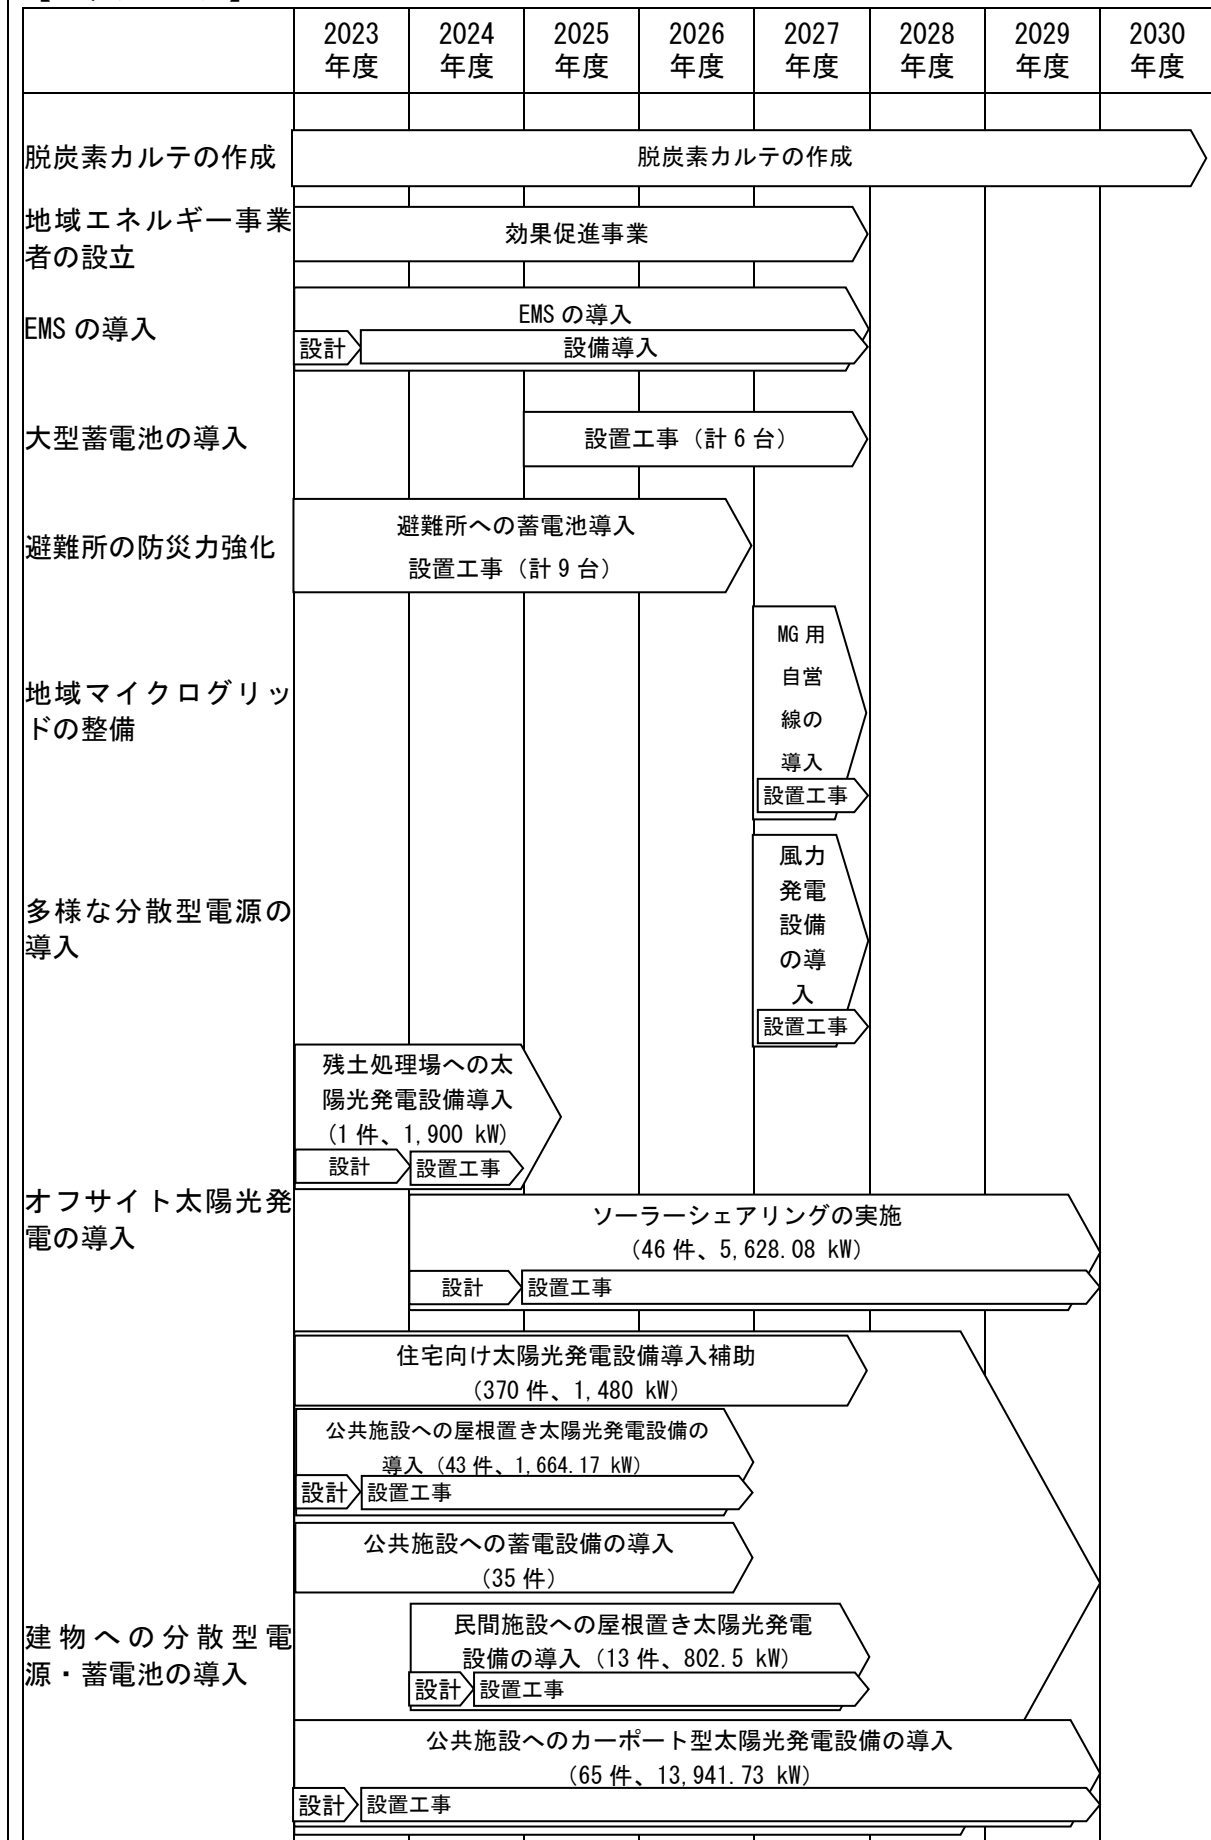 2023 2024 2025 2026 2027 2028 2029 2030
年度 年度 年度 年度 年度 年度 年度 年度
脱炭素カルテの作成
脱炭素カルテの作成
地域エネルギー事業
者の設立
効果促進事業
EMS の導入
EMS の導入
設計 設備導入
大型蓄電池の導入
設置工事（計 6 台）
避難所の防災力強化
避難所への蓄電池導入
設置工事（計 9 台）
地域マイクログリッ
ドの整備
MG 用
自営
線の
導入
設置工事
多様な分散型電源の
導入
風力
発電
設備
の導
入
設置工事
オフサイト太陽光発
電の導入
残土処理場への太
陽光発電設備導入
（1 件、1,900 kW）
設計 設置工事
ソーラーシェアリングの実施
（46 件、5,628.08 kW）
設計 設置工事
建物への分散型電
源・蓄電池の導入
住宅向け太陽光発電設備導入補助
（370 件、1,480 kW）
公共施設への屋根置き太陽光発電設備の
導入（43 件、1,664.17 kW）
設計 設置工事
公共施設への蓄電設備の導入
（35 件）
民間施設への屋根置き太陽光発電
設備の導入（13 件、802.5 kW）
設計 設置工事
公共施設へのカーポート型太陽光発電設備の導入
（65 件、13,941.73 kW）
設計 設置工事